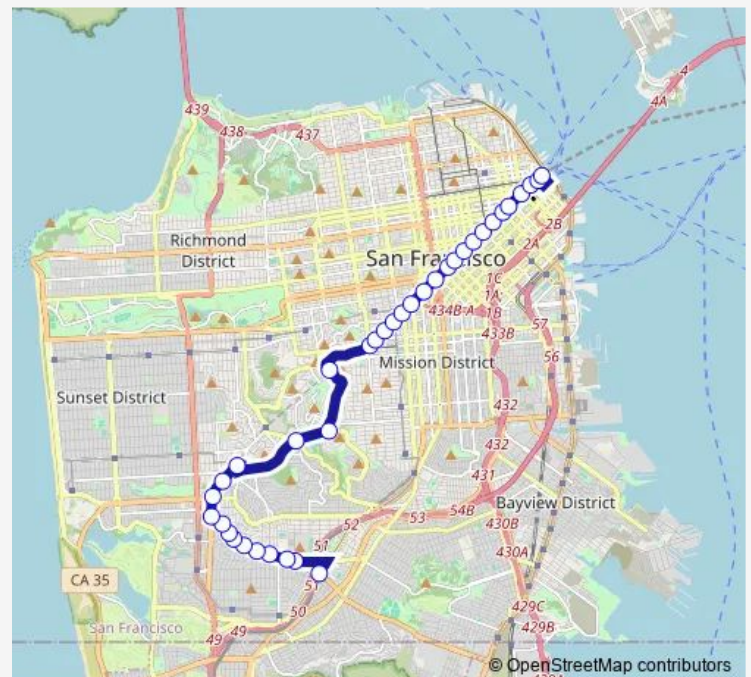 439
438
437
4
4A
Richmond
District
2B
2A
San Francisco
1C
1A;
1B
434B A
433B
57
56
Mission District
Sunset District
432
432
431
Bayview District
54B
53
52
430B
51
430A
CA 35
50
49
49
San Francisco
429C
429B
© OpenStreetMap contributors